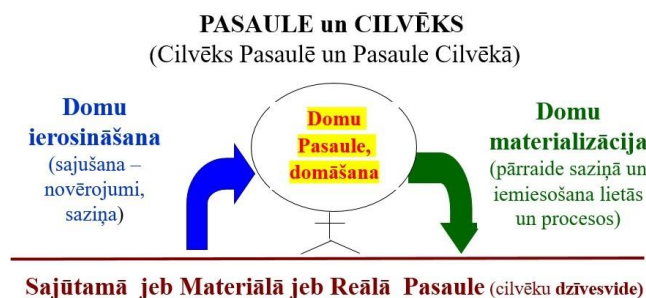 PASAULE un CILVĒKS
(Cilvēks Pasaulē un Pasaule Cilvēkā)
Domu
ierosināšana
(sajušana –
novērojumi,
saziņa)
Domu
Pasaule,
domāšana
Domu
materializācija
(pārraide saziņā un
iemiesošana lietās
un procesos)
Sajūtamā jeb Materiālā jeb Reālā Pasaule (cilvēku dzīvesvide)